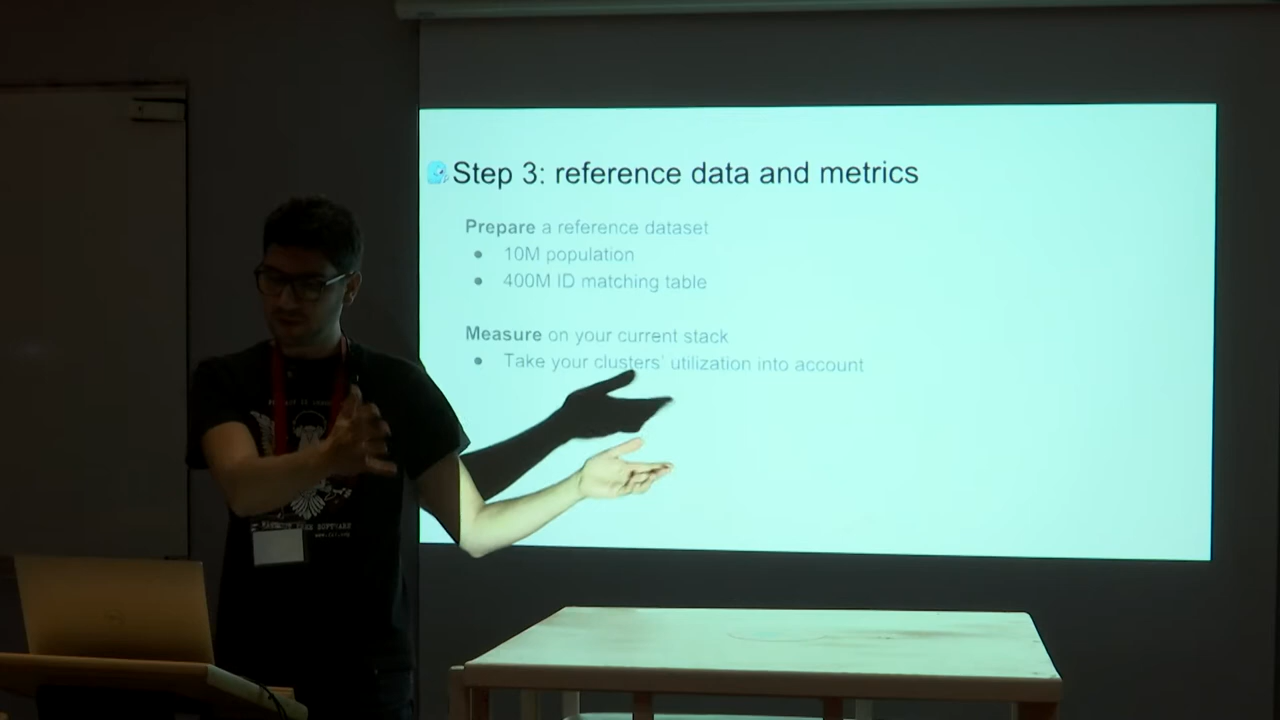 Step 3: reference data and metrics
Prepare a reference dataset
● 10M population
● 400M ID matching table
Measure on your current stack
● Take your clusters' utilization into account